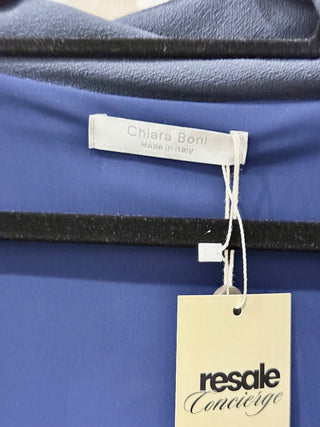 Chiara Boni
Made in Italy
resale
Concierge